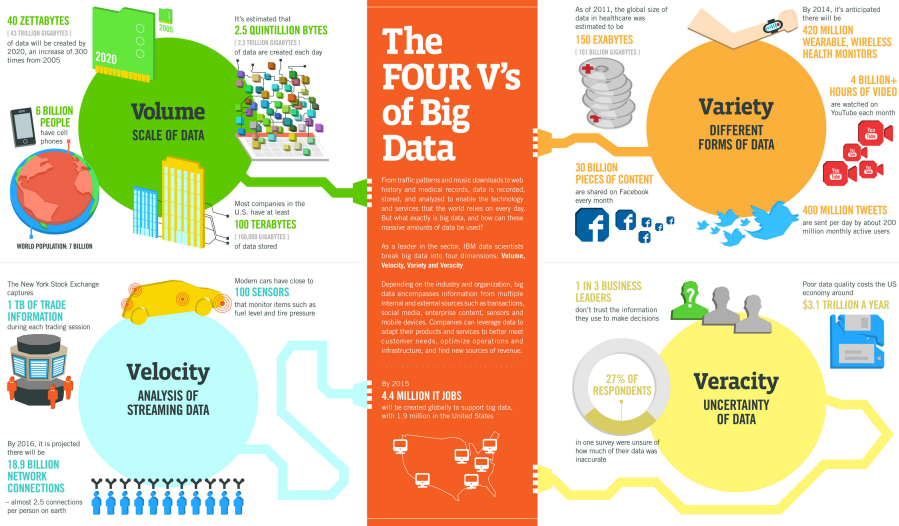 40 ZETTABYTES
[ 43 TRILLION GIGABYTES ]
of data will be created by
2020, an increase of 300
times from 2005
2005
2020
It's estimated that
2.5 QUINTILLION BYTES
[ 2.3 TRILLION GIGABYTES ]
of data are created each day
6 BILLION
PEOPLE
have cell
phones
WORLD POPULATION: 7 BILLION
Volume
SCALE OF DATA
Most companies in the
U.S. have at least
100 TERABYTES
[ 100,000 GIGABYTES ]
of data stored
The New York Stock Exchange
captures
1 TB OF TRADE
INFORMATION
during each trading session
Modern cars have close to
100 SENSORS
that monitor items such as
fuel level and tire pressure
Velocity
ANALYSIS OF
STREAMING DATA
By 2016, it is projected
there will be
18.9 BILLION
NETWORK
CONNECTIONS
– almost 2.5 connections
per person on earth
The
FOUR V's
of Big
Data
From traffic patterns and music downloads to web
history and medical records, data is recorded,
stored, and analyzed to enable the technology
and services that the world relies on every day.
But what exactly is big data, and how can these
massive amounts of data be used?
As a leader in the sector, IBM data scientists
break big data into four dimensions: Volume,
Velocity, Variety and Veracity
Depending on the industry and organization, big
data encompasses information from multiple
internal and external sources such as transactions,
social media, enterprise content, sensors and
mobile devices. Companies can leverage data to
adapt their products and services to better meet
customer needs, optimize operations and
infrastructure, and find new sources of revenue.
By 2015
4.4 MILLION IT JOBS
will be created globally to support big data,
with 1.9 million in the United States
As of 2011, the global size of
data in healthcare was
estimated to be
150 EXABYTES
[ 161 BILLION GIGABYTES ]
By 2014, it's anticipated
there will be
420 MILLION
WEARABLE, WIRELESS
HEALTH MONITORS
4 BILLION+
HOURS OF VIDEO
are watched on
YouTube each month
You
Tube
You
Tube
You
Tube
You
Tube
Variety
DIFFERENT
FORMS OF DATA
30 BILLION
PIECES OF CONTENT
are shared on Facebook
every month
f
f
f
f
f
f
400 MILLION TWEETS
are sent per day by about 200
million monthly active users
1 IN 3 BUSINESS
LEADERS
don't trust the information
they use to make decisions
?
Poor data quality costs the US
economy around
$3.1 TRILLION A YEAR
27% OF
RESPONDENTS
in one survey were unsure of
how much of their data was
inaccurate
Veracity
UNCERTAINTY
OF DATA